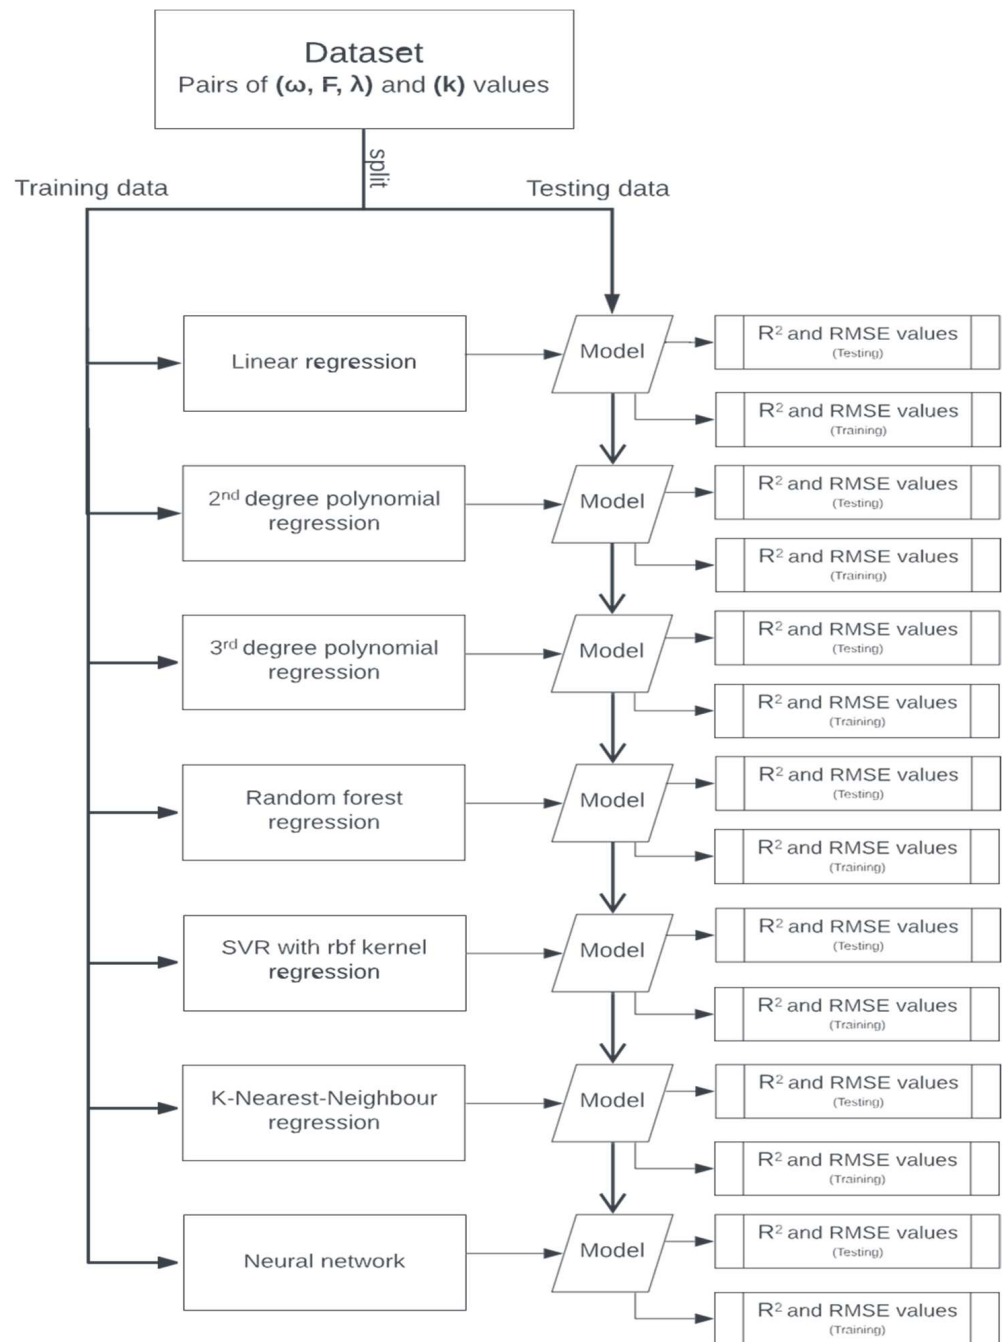 Dataset
Pairs of (ω, F, λ) and (k) values
split
Training data
Testing data
Linear regression
Model
R² and RMSE values
(Testing)
R² and RMSE values
(Training)
2nd degree polynomial
regression
Model
R² and RMSE values
(Testing)
R² and RMSE values
(Training)
3rd degree polynomial
regression
Model
R² and RMSE values
(Testing)
R² and RMSE values
(Training)
Random forest
regression
Model
R² and RMSE values
(Testing)
R² and RMSE values
(Training)
SVR with rbf kernel
regression
Model
R² and RMSE values
(Testing)
R² and RMSE values
(Training)
K-Nearest-Neighbour
regression
Model
R² and RMSE values
(Testing)
R² and RMSE values
(Training)
Neural network
Model
R² and RMSE values
(Testing)
R² and RMSE values
(Training)